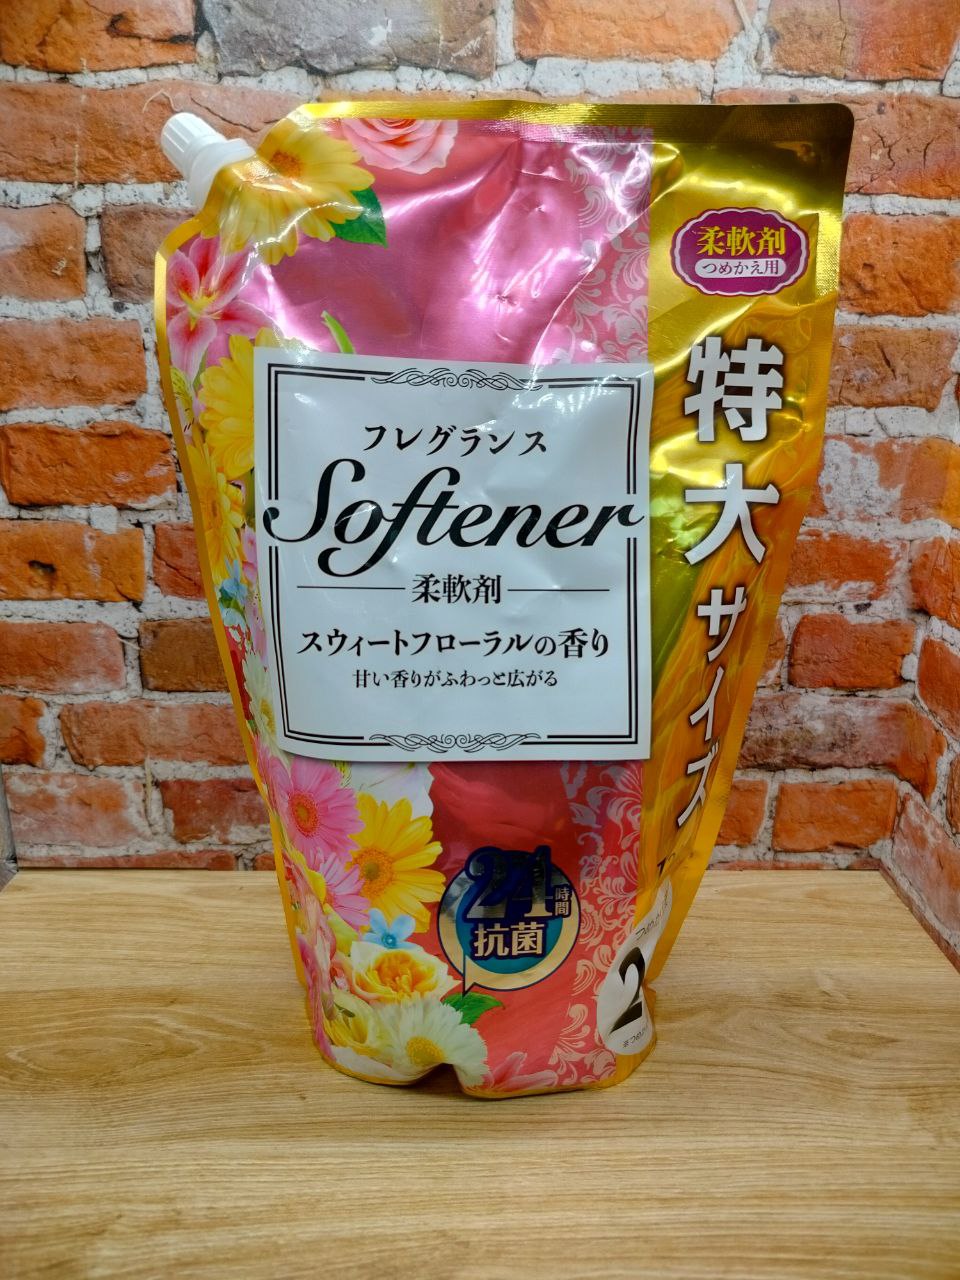 柔軟剤
つめかえ用
特大サイズ
フレグランス
Softener
柔軟剤
スウィートフローラルの香り
甘い香りがふわっと広がる
24時間
抗菌
2